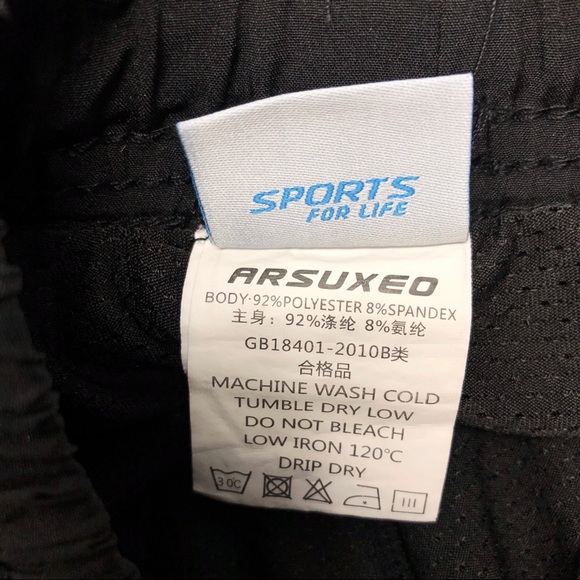 SPORTS
FOR LIFE
ARSUXEO
BODY·92%POLYESTER 8%SPANDEX
主身：92%涤纶 8%氨纶
GB18401-2010B类
合格品
MACHINE WASH COLD
TUMBLE DRY LOW
DO NOT BLEACH
LOW IRON 120℃
DRIP DRY
30C